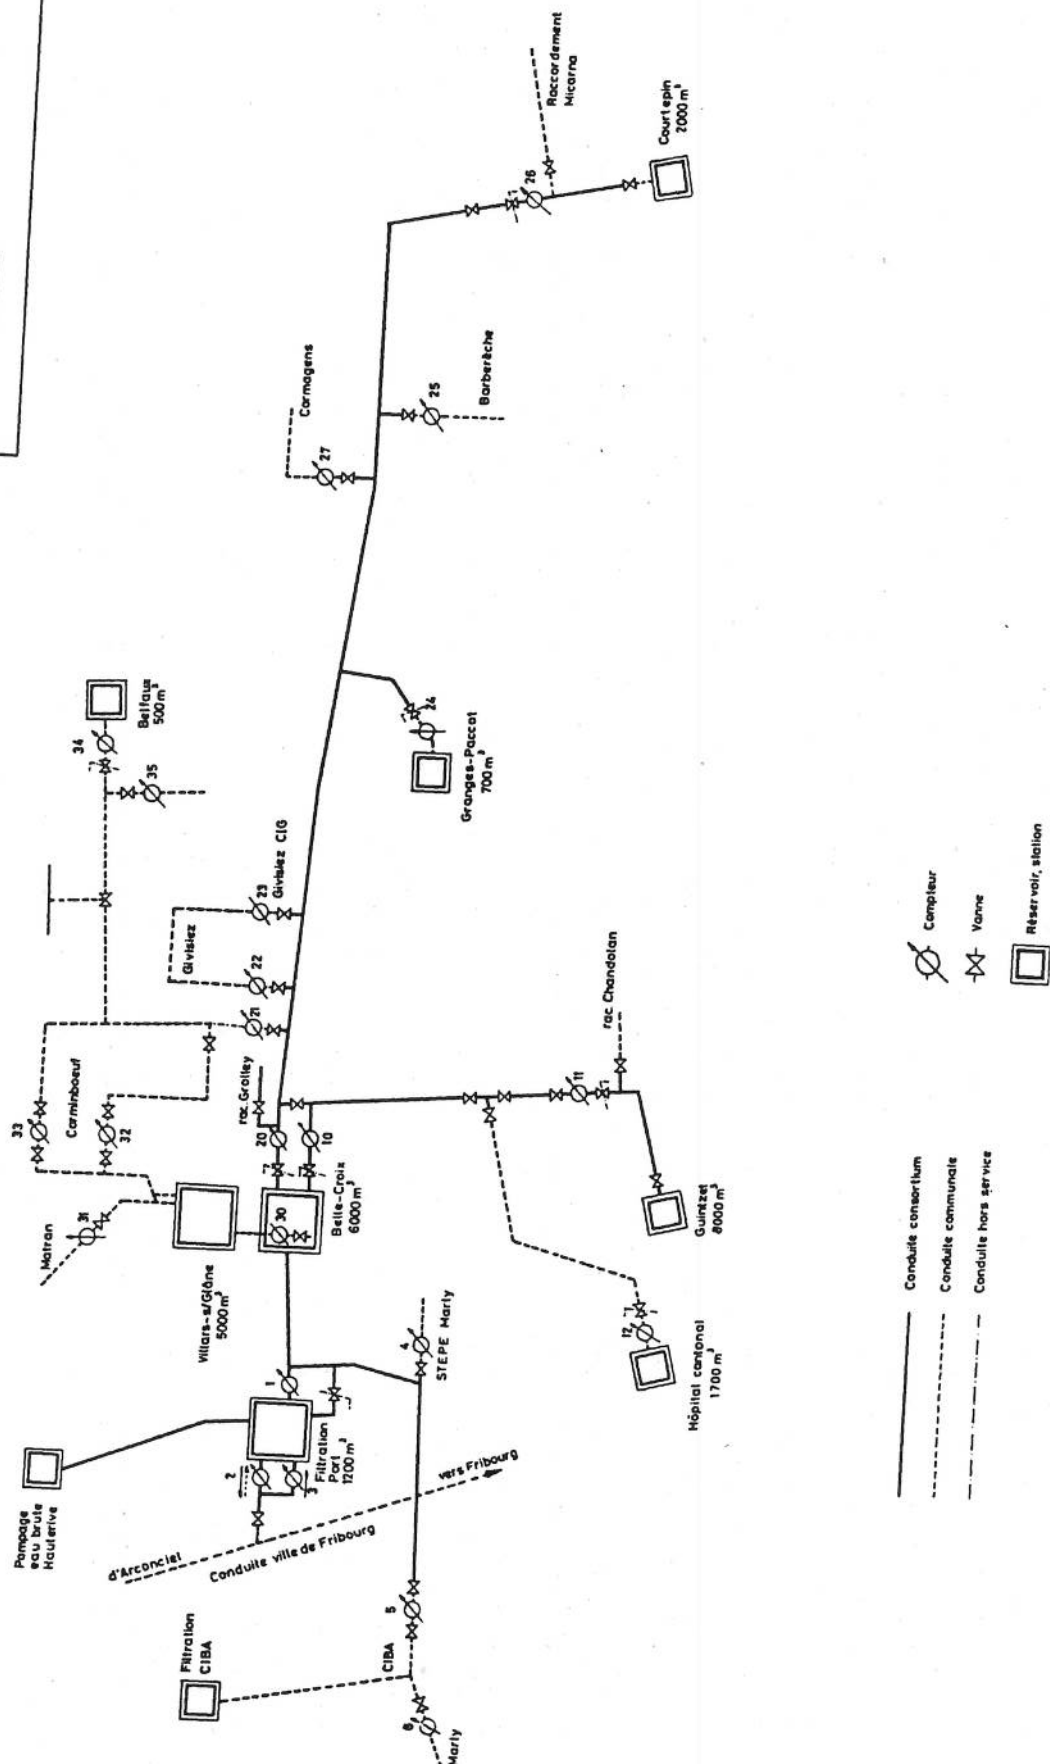 Raccordement
Micarna
Courtepin
2000 m³
26
Cormagens
27
25
Barberêche
Belfaux
500 m³
34
35
24
Granges-Paccot
700 m³
Givisiez CIG
23
Givisiez
22
21
rac. Grolley
Corminboeuf
33
32
31
Matran
20
10
30
Belle-Croix
6000 m³
Villars-s/Glâne
5000 m³
11
rac. Chandolan
Guintzet
8000 m³
12
Hôpital cantonal
1700 m³
4
STEPE Marly
1
Filtration
Port
1200 m³
2
3
Pompage
eau brute
Hauterive
d'Arconciel
vers Fribourg
Conduite ville de Fribourg
5
CIBA
Filtration
CIBA
6
Marly
Compteur
Vanne
Réservoir, station
Conduite consortium
Conduite communale
Conduite hors service